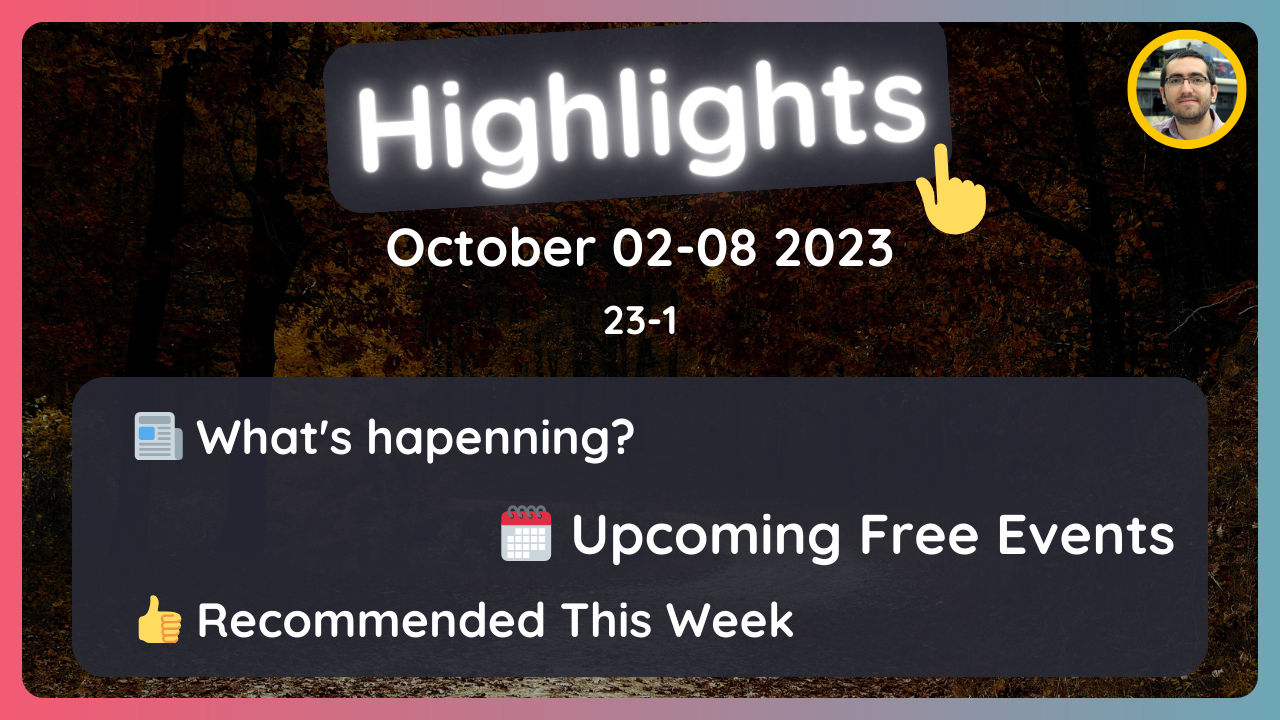 Highlights
October 02-08 2023
23-1
What's hapenning?
Upcoming Free Events
Recommended This Week